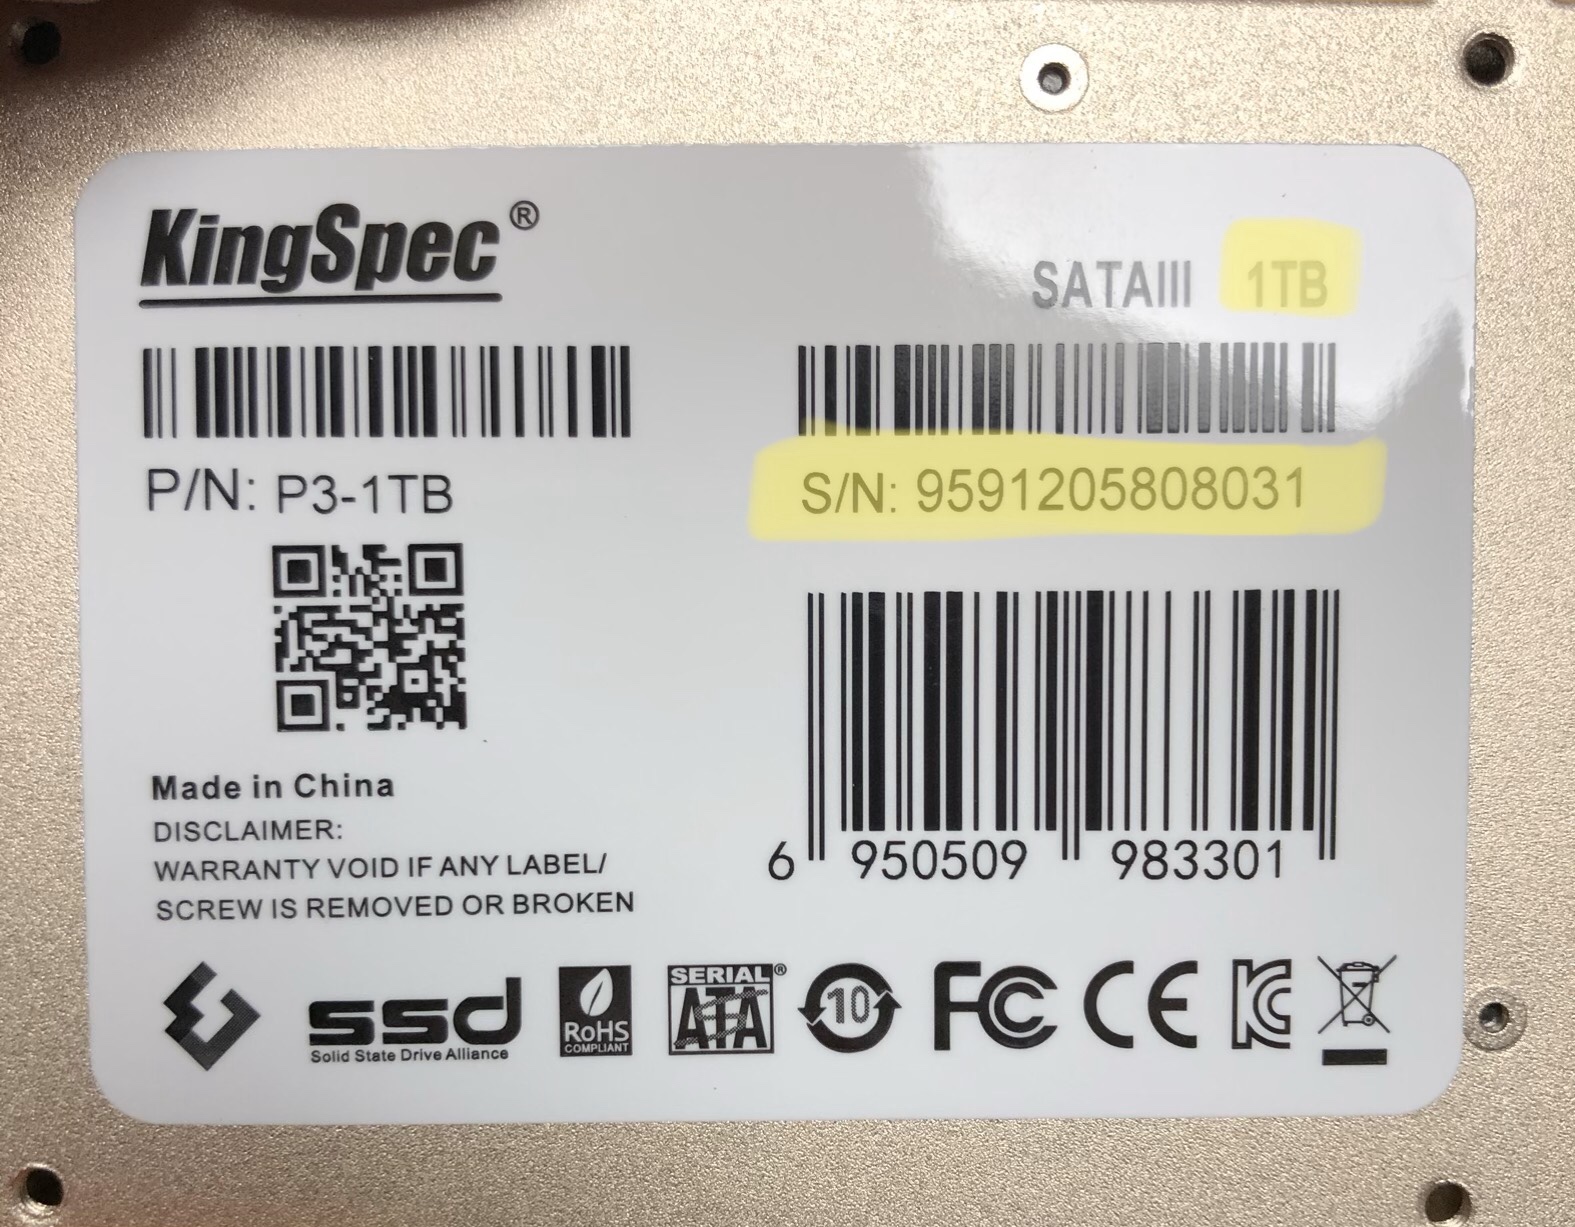 KingSpec®
SATAIII 1TB
P/N: P3-1TB
S/N: 9591205808031
Made in China
DISCLAIMER:
WARRANTY VOID IF ANY LABEL/
SCREW IS REMOVED OR BROKEN
6 950509 983301
ssd
Solid State Drive Alliance
RoHS
COMPLIANT
SERIAL®
ATA
10
FC
CE
KC